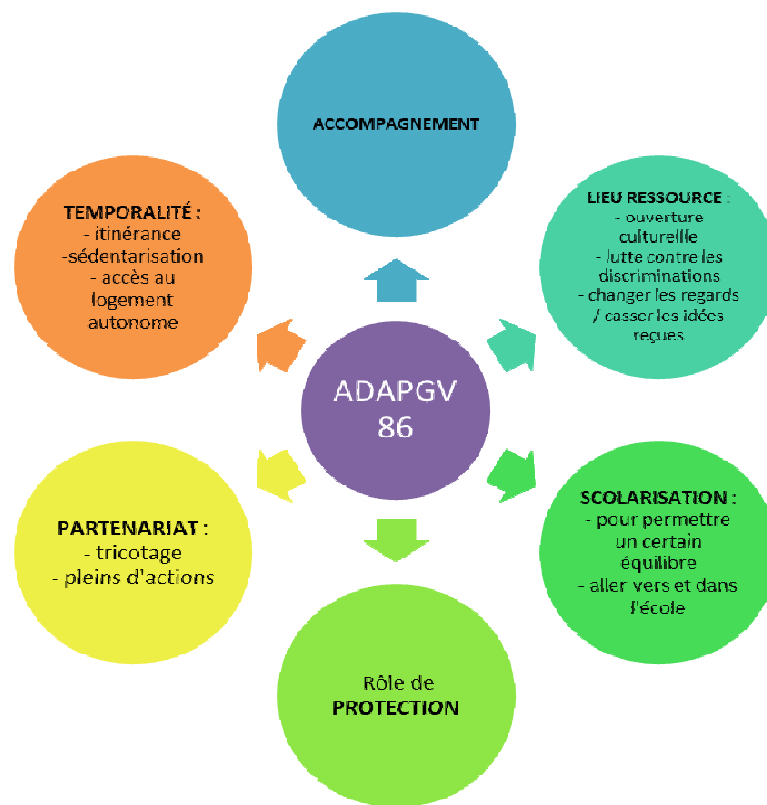 ACCOMPAGNEMENT
LIEU RESSOURCE :
- ouverture
culturellle
- lutte contre les
discriminations
- changer les regards
/ casser les idées
reçues
SCOLARISATION :
- pour permettre
un certain
équilibre
- aller vers et dans
l'école
Rôle de
PROTECTION
PARTENARIAT :
- tricotage
- pleins d'actions
TEMPORALITÉ :
- itinérance
-sédentarisation
- accès au
logement
autonome
ADAPGV
86